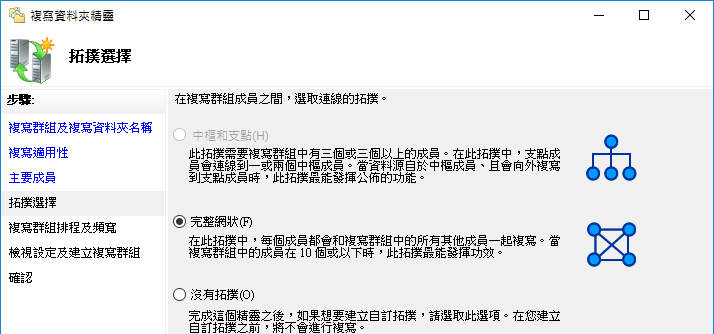 複寫資料夾精靈
拓撲選擇
步驟:
在複寫群組成員之間，選取連線的拓撲。
複寫群組及複寫資料夾名稱
複寫適用性
主要成員
拓撲選擇
複寫群組排程及頻寬
檢視設定及建立複寫群組
確認
中樞和支點(H)
此拓撲需要複寫群組中有三個或三個以上的成員。在此拓撲中，支點成
員會連線到一或兩個中樞成員。當資料源自於中樞成員、且會向外複寫
到支點成員時，此拓撲最能發揮公佈的功能。
完整網狀(F)
在此拓撲中，每個成員都會和複寫群組中的所有其他成員一起複寫。當
複寫群組中的成員在 10 個或以下時，此拓撲最能發揮功效。
沒有拓撲(O)
完成這個精靈之後，如果想要建立自訂拓撲，請選取此選項。在您建立
自訂拓撲之前，將不會進行複寫。